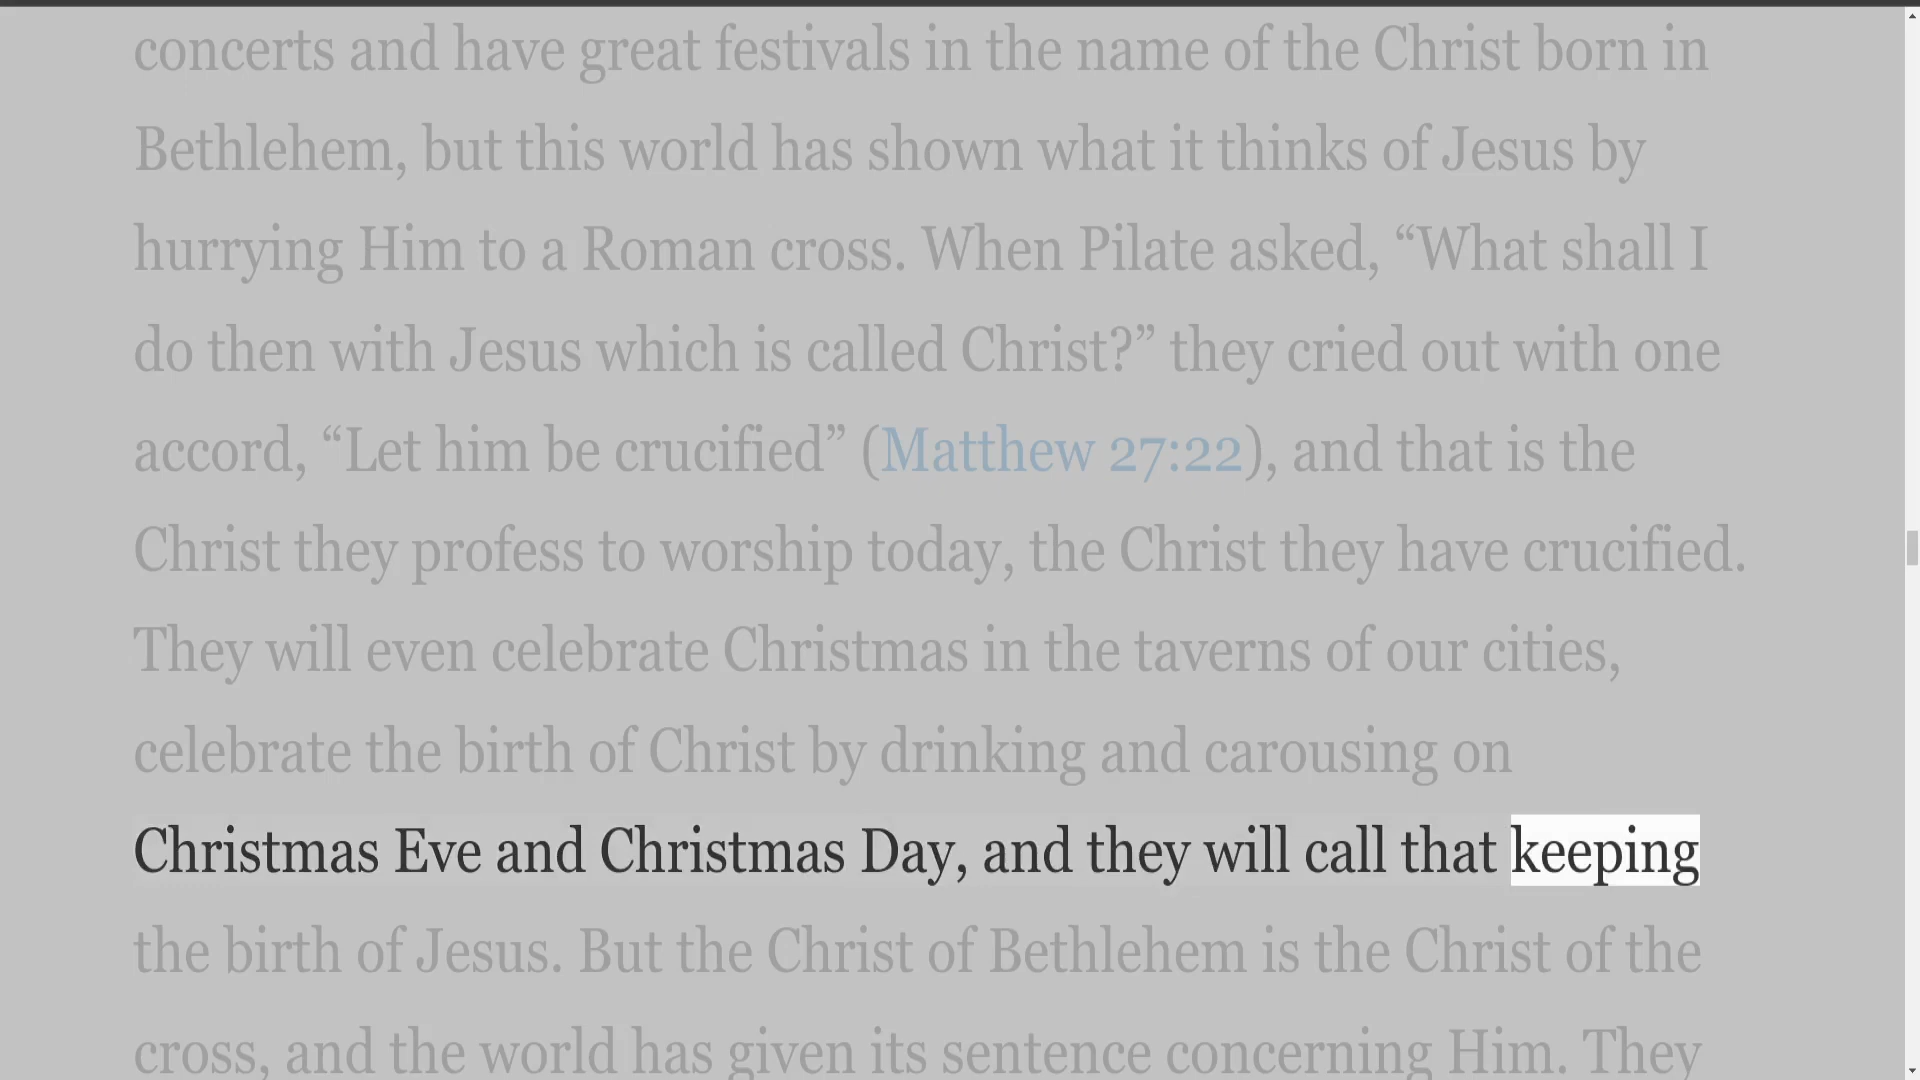 concerts and have great festivals in the name of the Christ born in
Bethlehem, but this world has shown what it thinks of Jesus by
hurrying Him to a Roman cross. When Pilate asked, “What shall I
do then with Jesus which is called Christ?” they cried out with one
accord, “Let him be crucified” (Matthew 27:22), and that is the
Christ they profess to worship today, the Christ they have crucified.
They will even celebrate Christmas in the taverns of our cities,
celebrate the birth of Christ by drinking and carousing on
Christmas Eve and Christmas Day, and they will call that keeping
the birth of Jesus. But the Christ of Bethlehem is the Christ of the
cross, and the world has given its sentence concerning Him. They